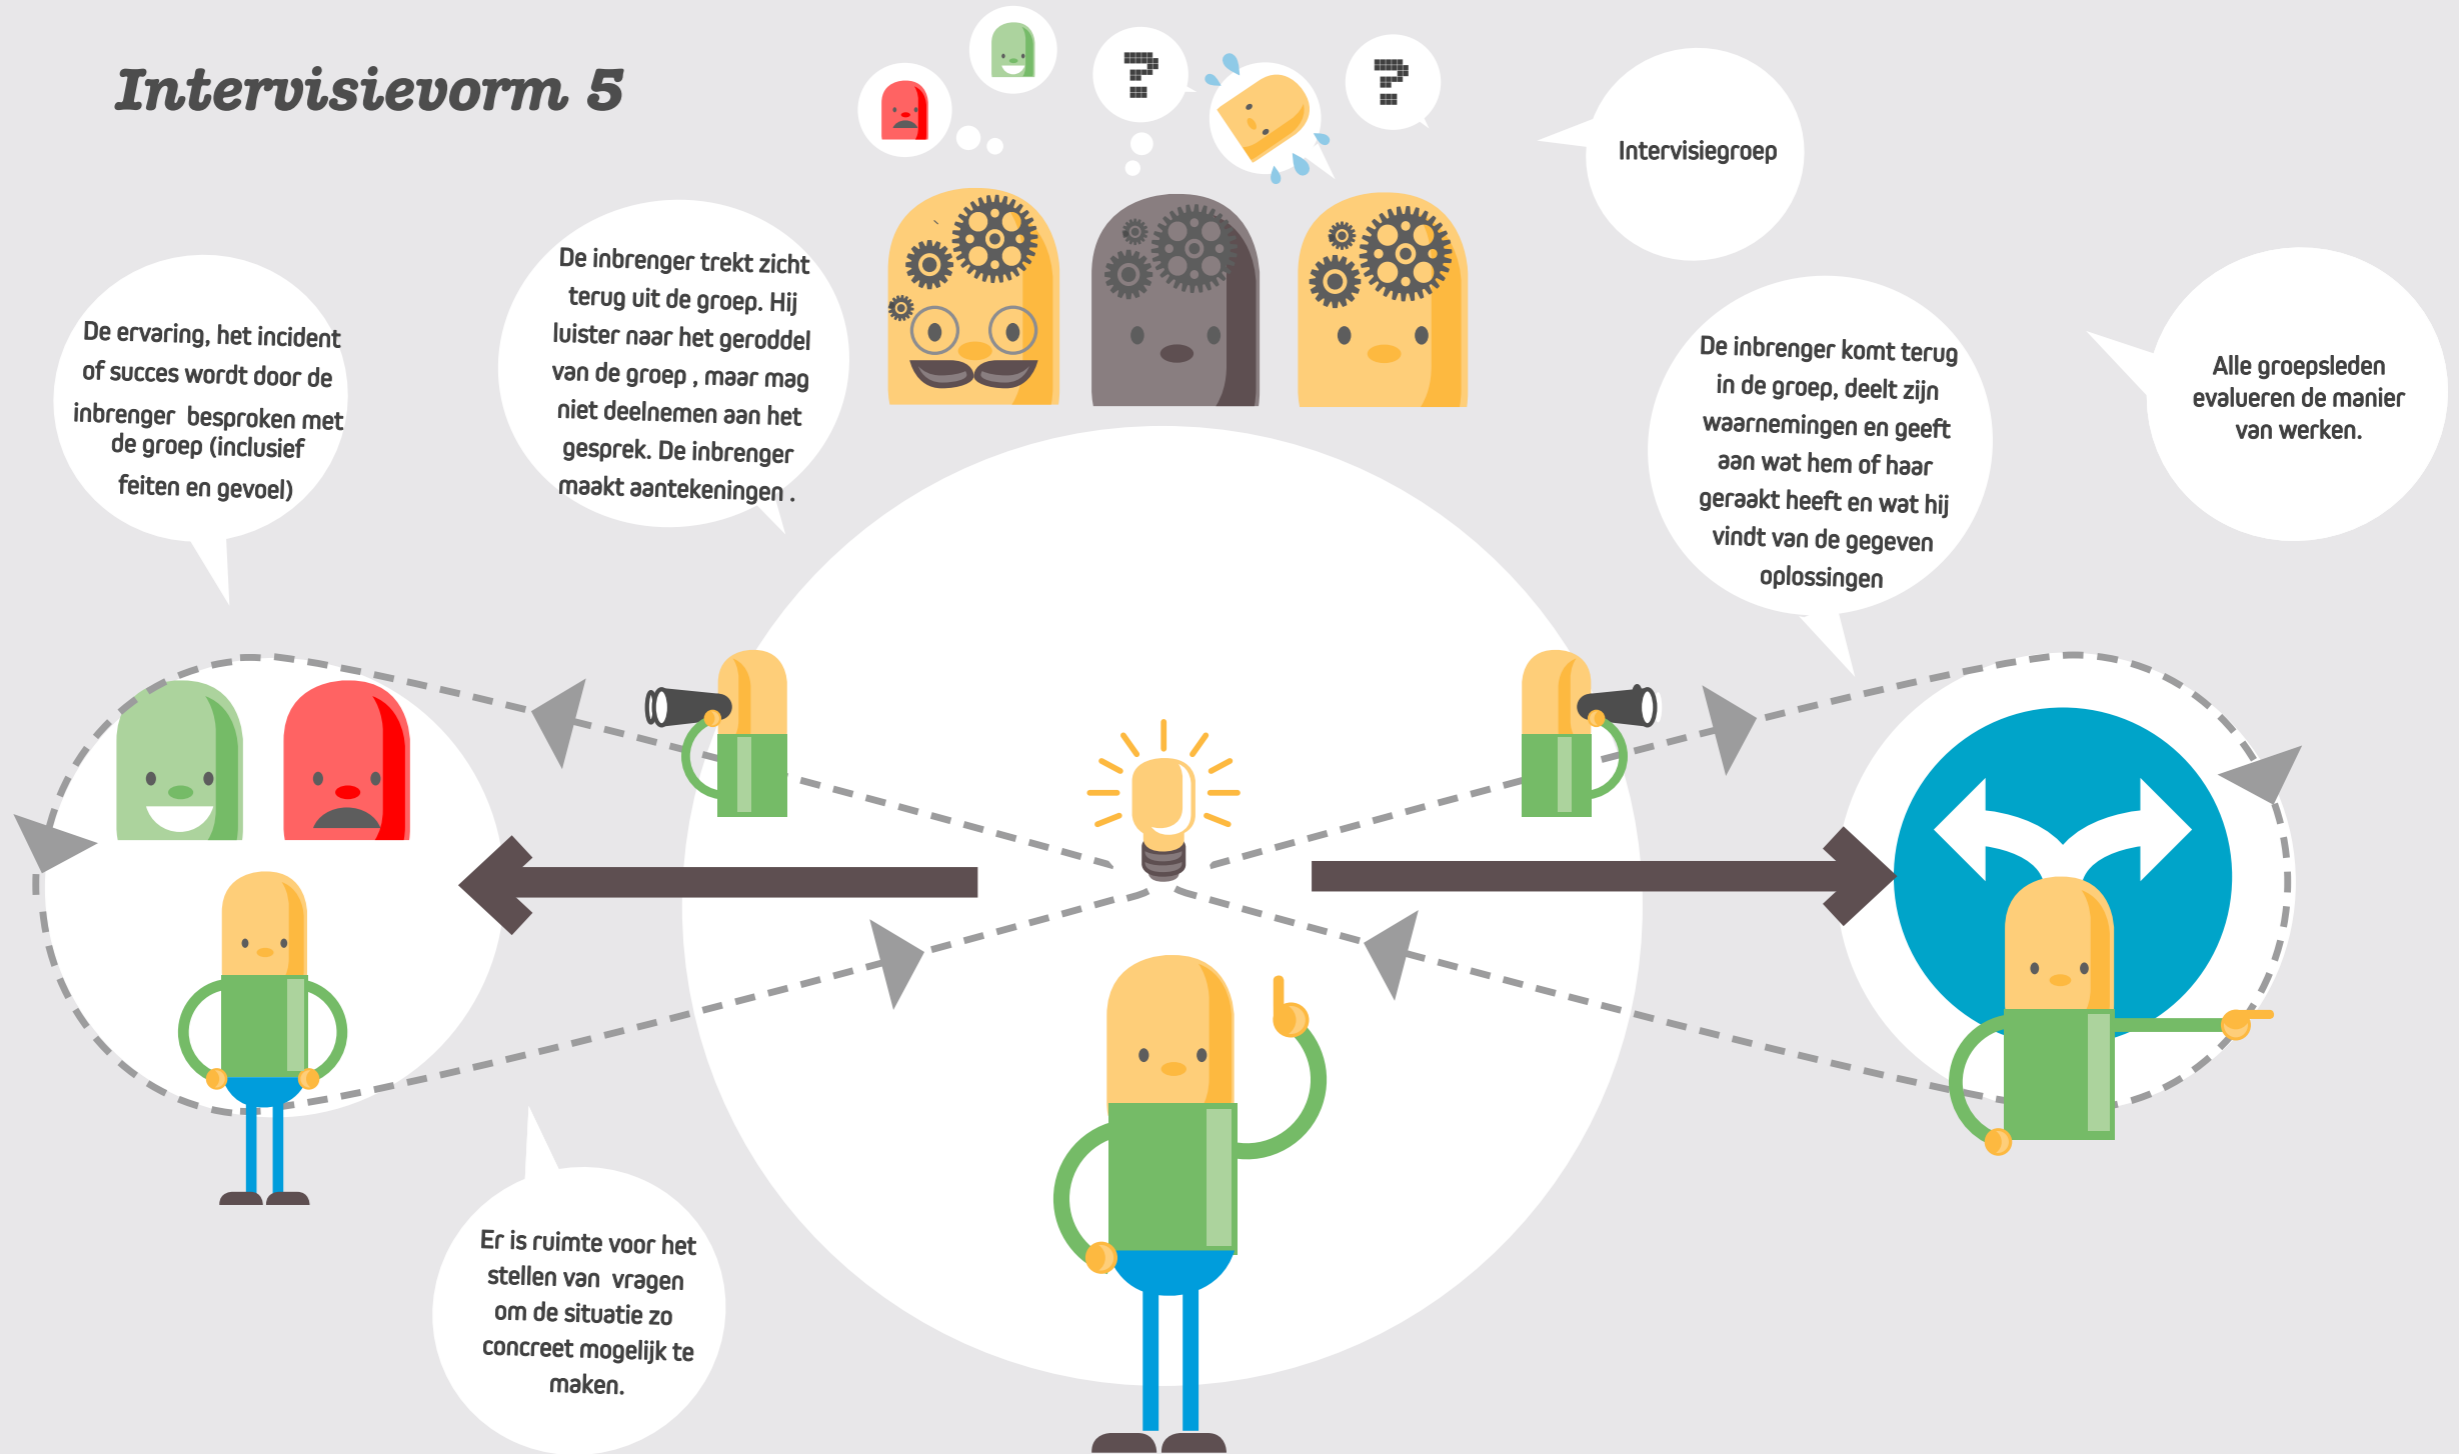 Intervisievorm 5
?
?
Intervisiegroep
De ervaring, het incident
of succes wordt door de
inbrenger besproken met
de groep (inclusief
feiten en gevoel)
De inbrenger trekt zicht
terug uit de groep. Hij
luister naar het geroddel
van de groep , maar mag
niet deelnemen aan het
gesprek. De inbrenger
maakt aantekeningen .
De inbrenger komt terug
in de groep, deelt zijn
waarnemingen en geeft
aan wat hem of haar
geraakt heeft en wat hij
vindt van de gegeven
oplossingen
Alle groepsleden
evalueren de manier
van werken.
Er is ruimte voor het
stellen van vragen
om de situatie zo
concreet mogelijk te
maken.